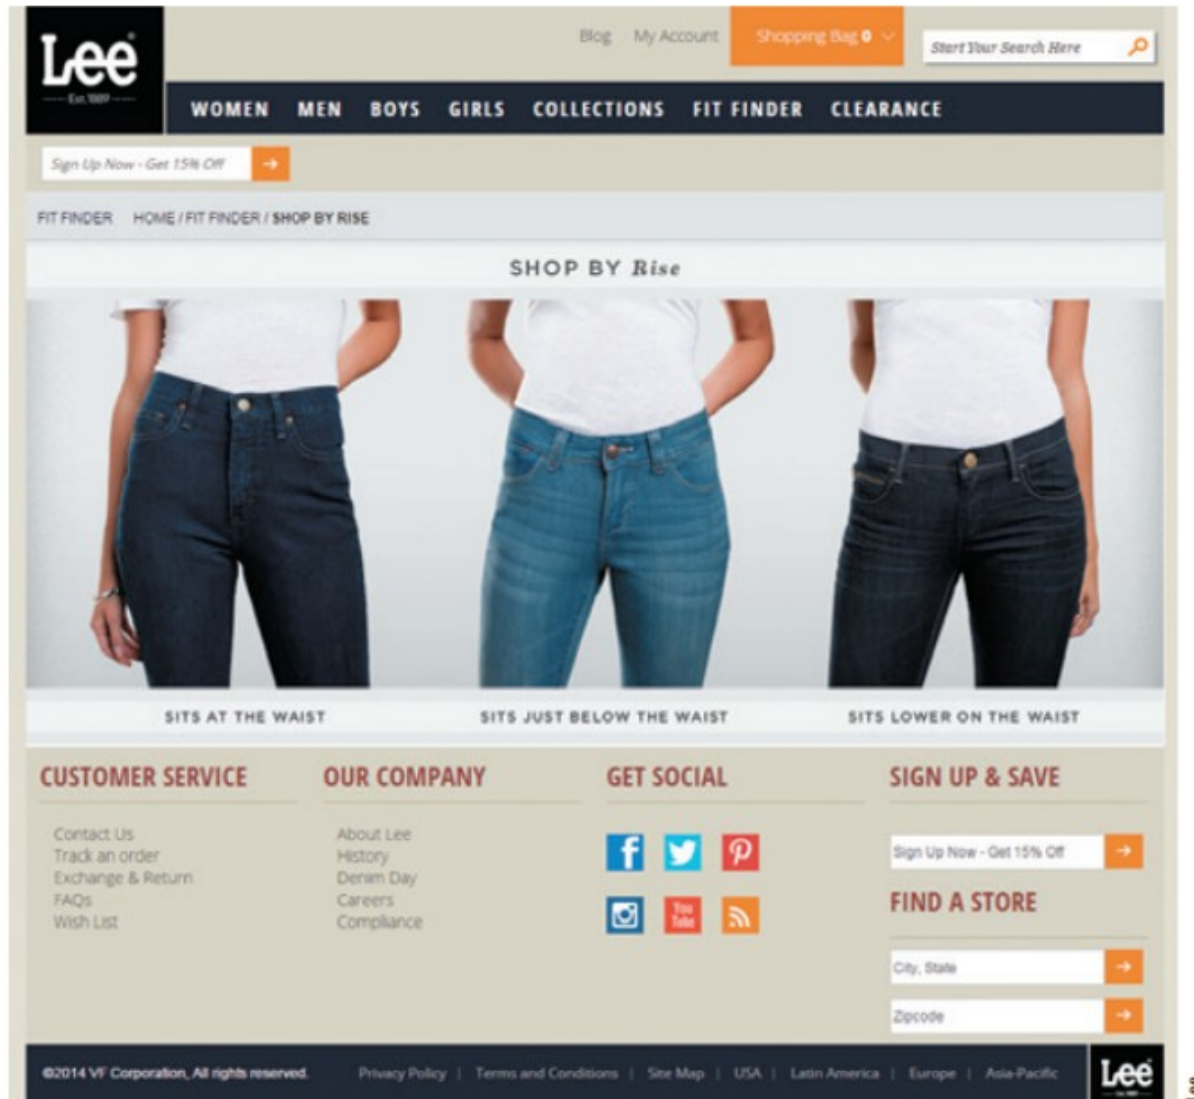 Lee
Est. 1889
Blog My Account Shopping Bag 0 Start Your Search Here
WOMEN MEN BOYS GIRLS COLLECTIONS FIT FINDER CLEARANCE
Sign Up Now - Get 15% Off
FIT FINDER HOME / FIT FINDER / SHOP BY RISE
SHOP BY Rise
SITS AT THE WAIST SITS JUST BELOW THE WAIST SITS LOWER ON THE WAIST
CUSTOMER SERVICE
Contact Us
Track an order
Exchange & Return
FAQs
Wish List
OUR COMPANY
About Lee
History
Denim Day
Careers
Compliance
GET SOCIAL
You
Tube
SIGN UP & SAVE
Sign Up Now - Get 15% Off
FIND A STORE
City, State
Zipcode
©2014 VF Corporation, All rights reserved. Privacy Policy | Terms and Conditions | Site Map | USA | Latin America | Europe | Asia-Pacific
Lee